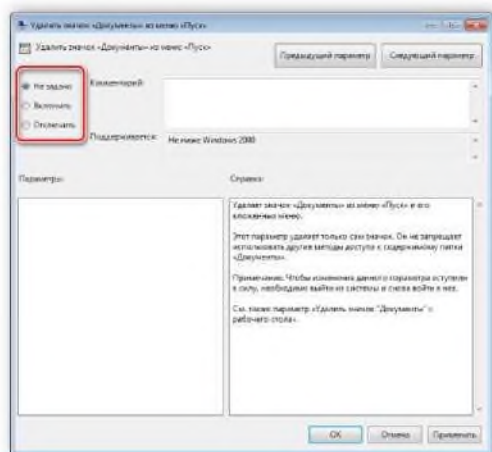 Удалить значок «Документы» из меню «Пуск»
Удалить значок «Документы» из меню «Пуск»
Предыдущий параметр
Следующий параметр
Не задано
Комментарий:
Включить
Отключить
Поддерживается:
Не ниже Windows 2000
Параметры:
Справка:
Удаляет значок «Документы» из меню «Пуск» и его
вложенных меню.
Этот параметр удаляет только сам значок. Он не запрещает
использовать другие методы доступа к содержимому папки
«Документы».
Примечание. Чтобы изменения данного параметра вступили
в силу, необходимо выйти из системы и снова войти в нее.
См. также параметр «Удалить значок "Документы" с
рабочего стола».
ОК
Отмена
Применить